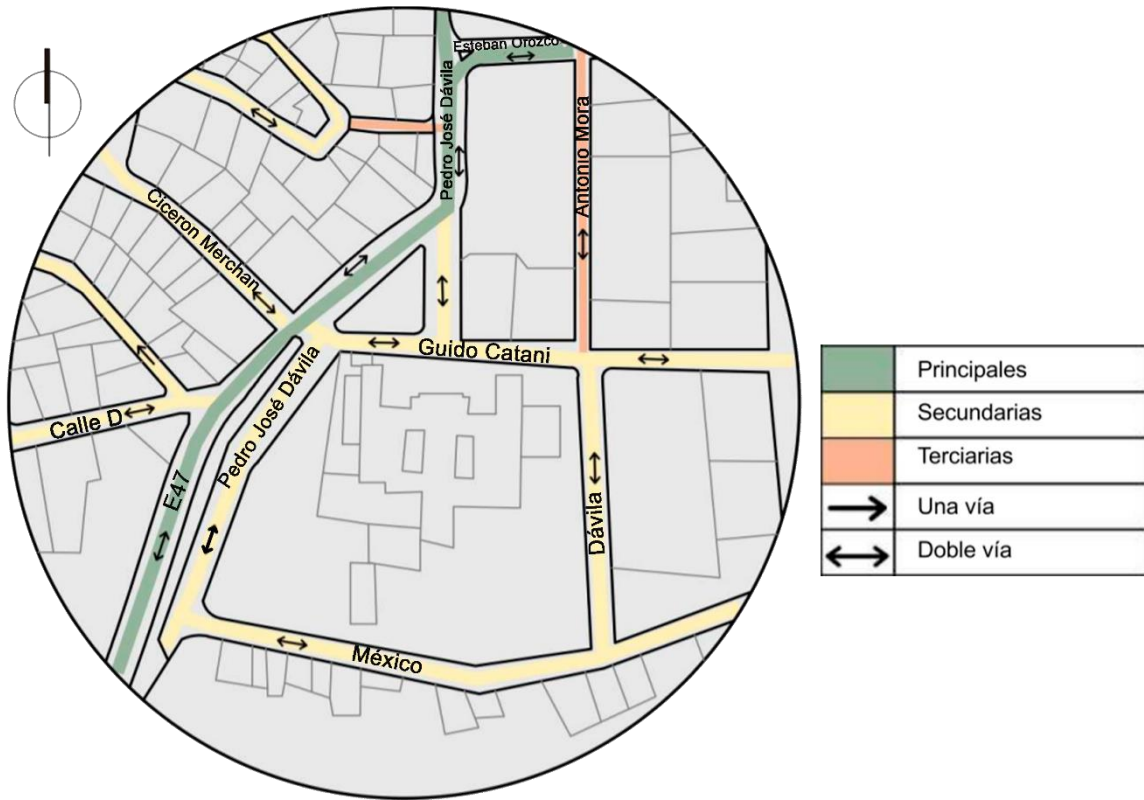 Esteban Orozco
Pedro José Dávila
Antonio Mora
Ciceron Merchan
Guido Catani
Pedro José Dávila
Calle D
E47
Dávila
México
Principales
Secundarias
Terciarias
Una vía
Doble vía